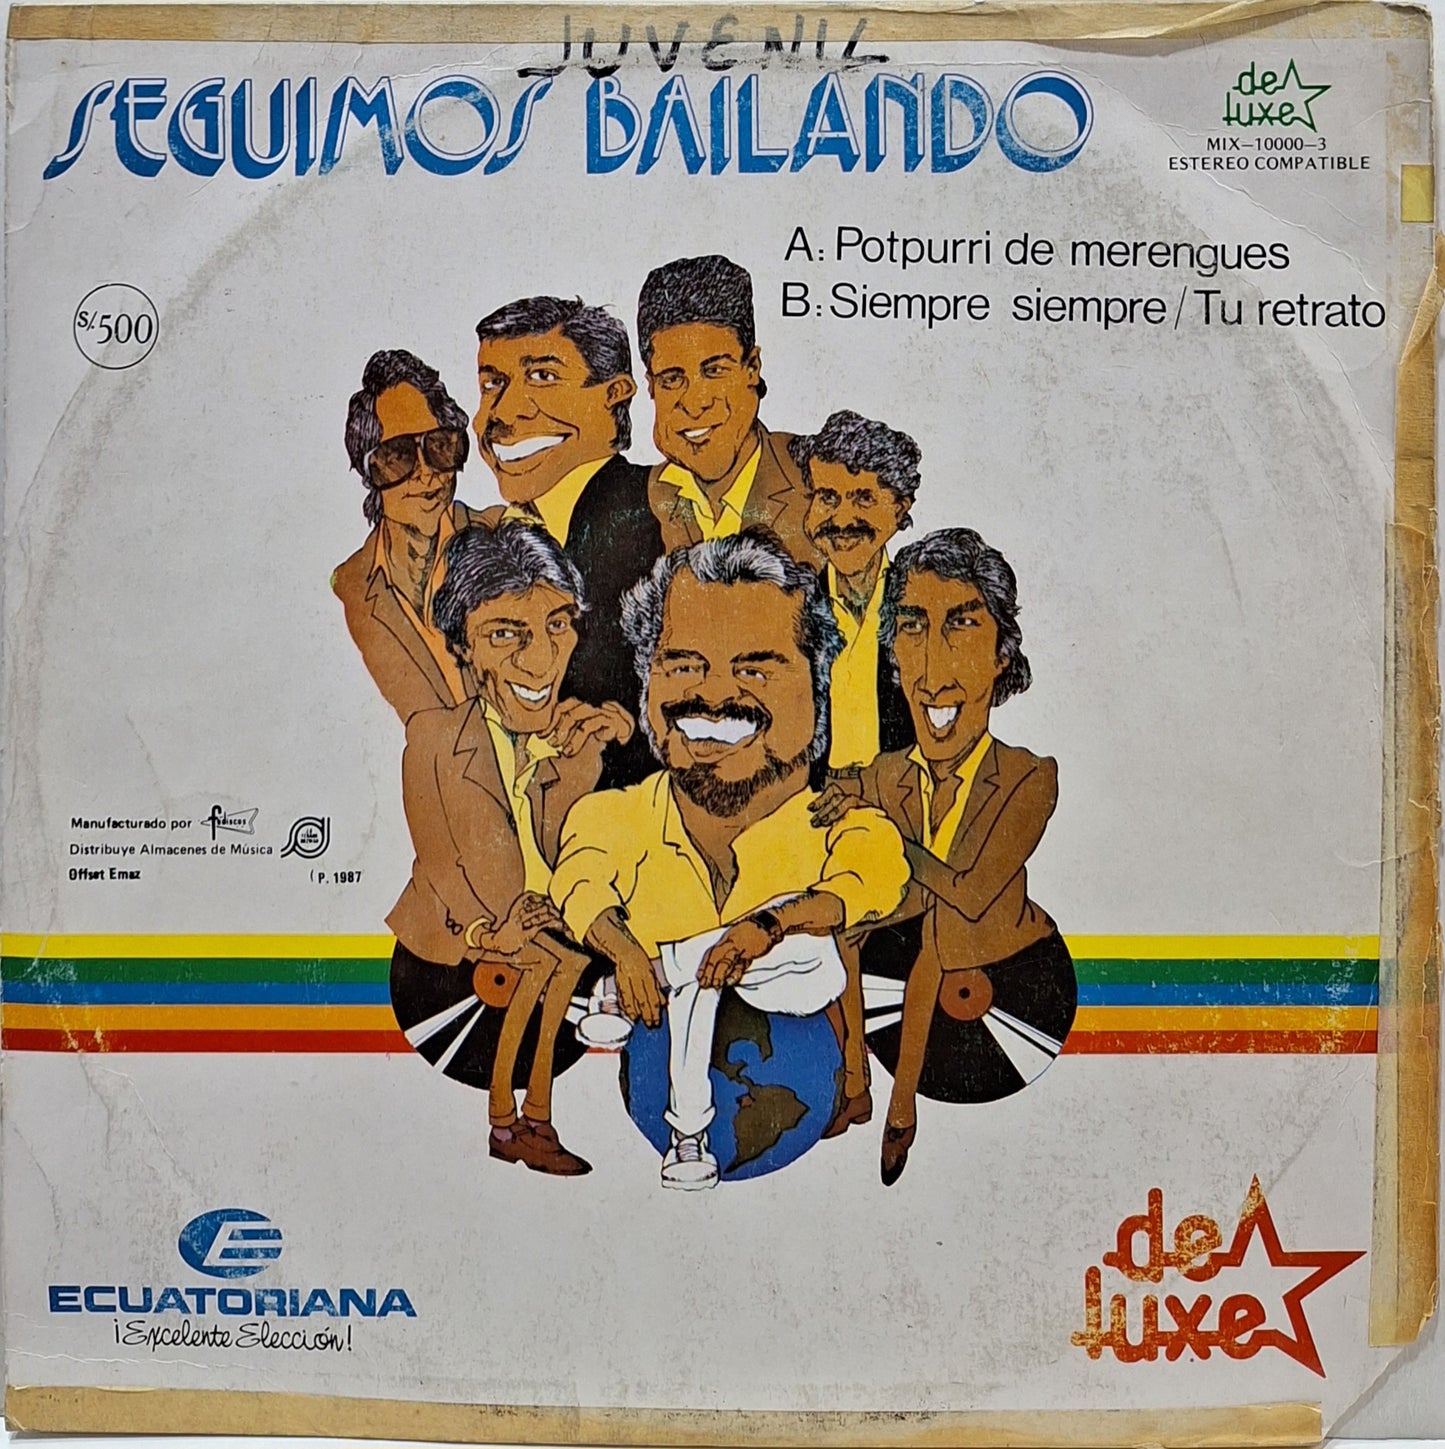 JUVENIL
SEGUIMOS BAILANDO
de
luxe
MIX-10000-3
ESTEREO COMPATIBLE
A: Potpurri de merengues
B: Siempre siempre / Tu retrato
S/. 500
Manufacturado por fediscos
Distribuye Almacenes de Música
Offset Emaz
(P. 1987
ECUATORIANA
¡Excelente Elección!
de
luxe